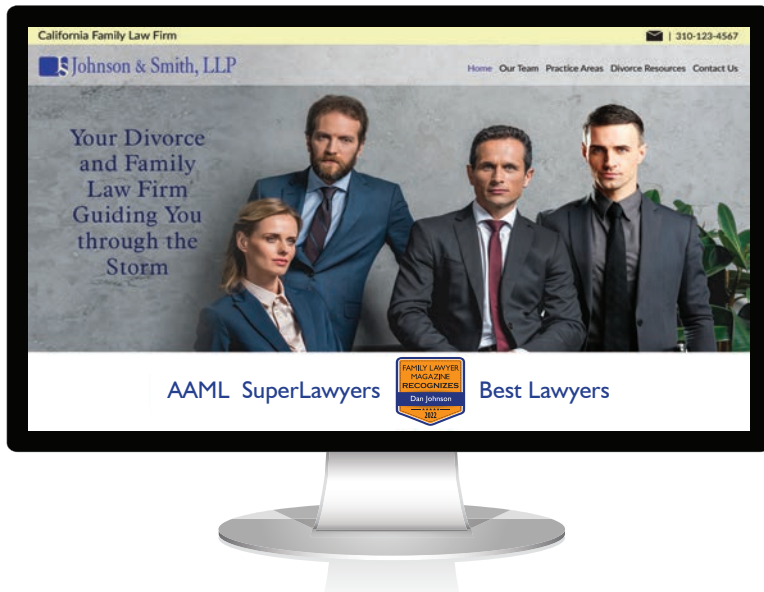 California Family Law Firm
| 310-123-4567
Johnson & Smith, LLP
Home Our Team Practice Areas Divorce Resources Contact Us
Your Divorce
and Family
Law Firm
Guiding You
through the
Storm
AAML SuperLawyers
FAMILY LAWYER
MAGAZINE
RECOGNIZES
Dan Johnson
2022
Best Lawyers